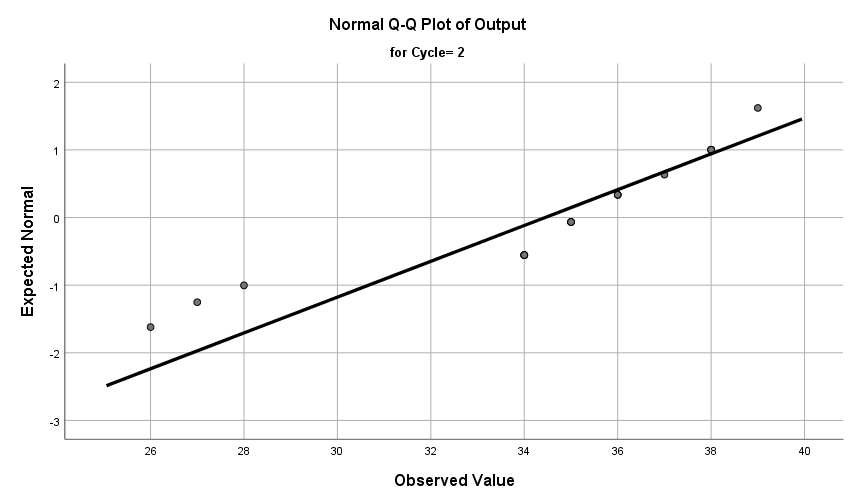 Normal Q-Q Plot of Output
for Cycle= 2
2
1
0
-1
-2
-3
Expected Normal
26 28 30 32 34 36 38 40
Observed Value